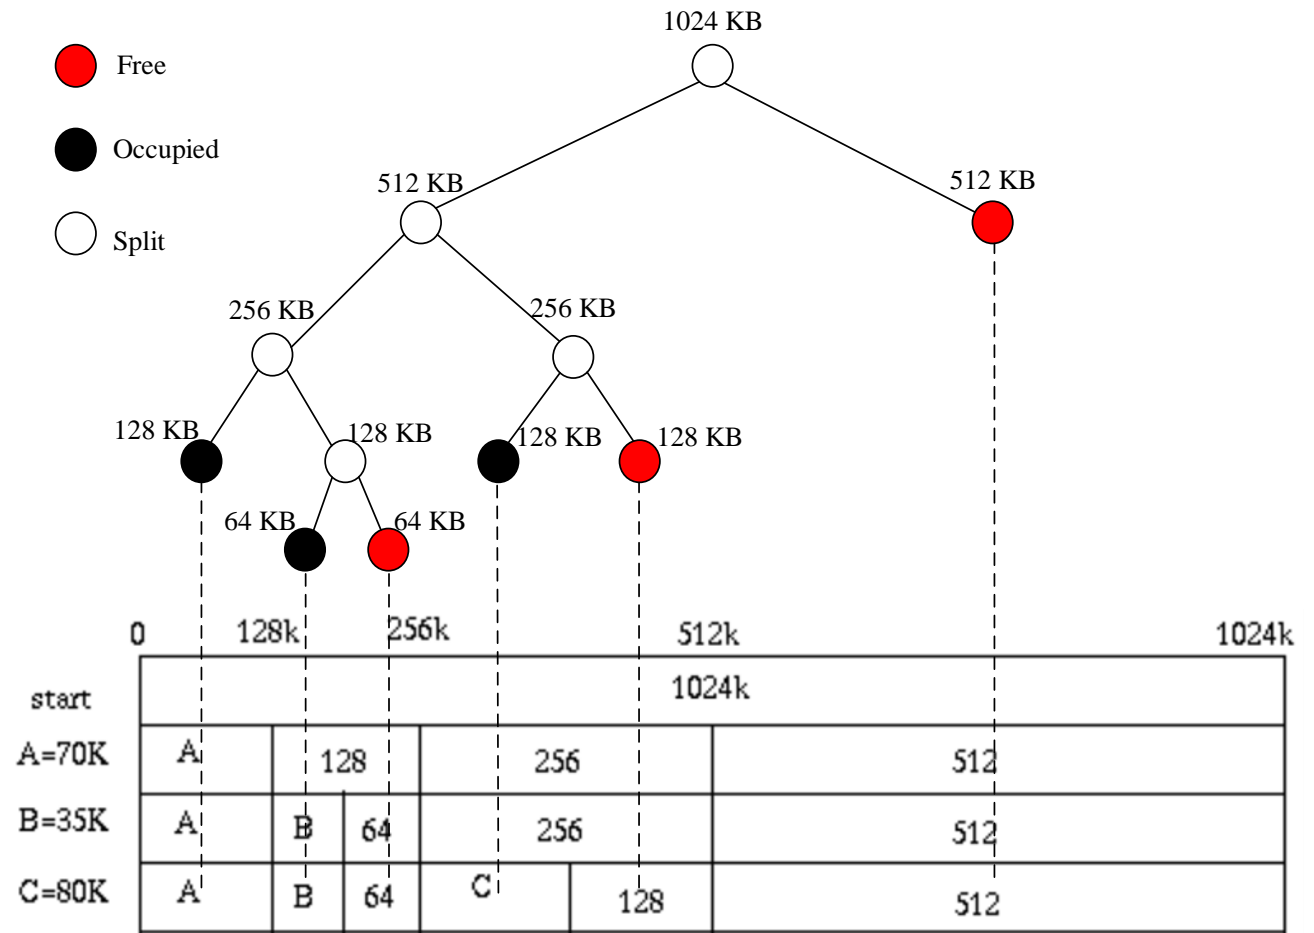 1024 KB
Free
Occupied
512 KB
512 KB
Split
256 KB
256 KB
128 KB
128 KB
128 KB
128 KB
64 KB
64 KB
0 128k 256k 512k 1024k
start 1024k
A=70K A 128 256 512
B=35K A B 64 256 512
C=80K A B 64 C 128 512